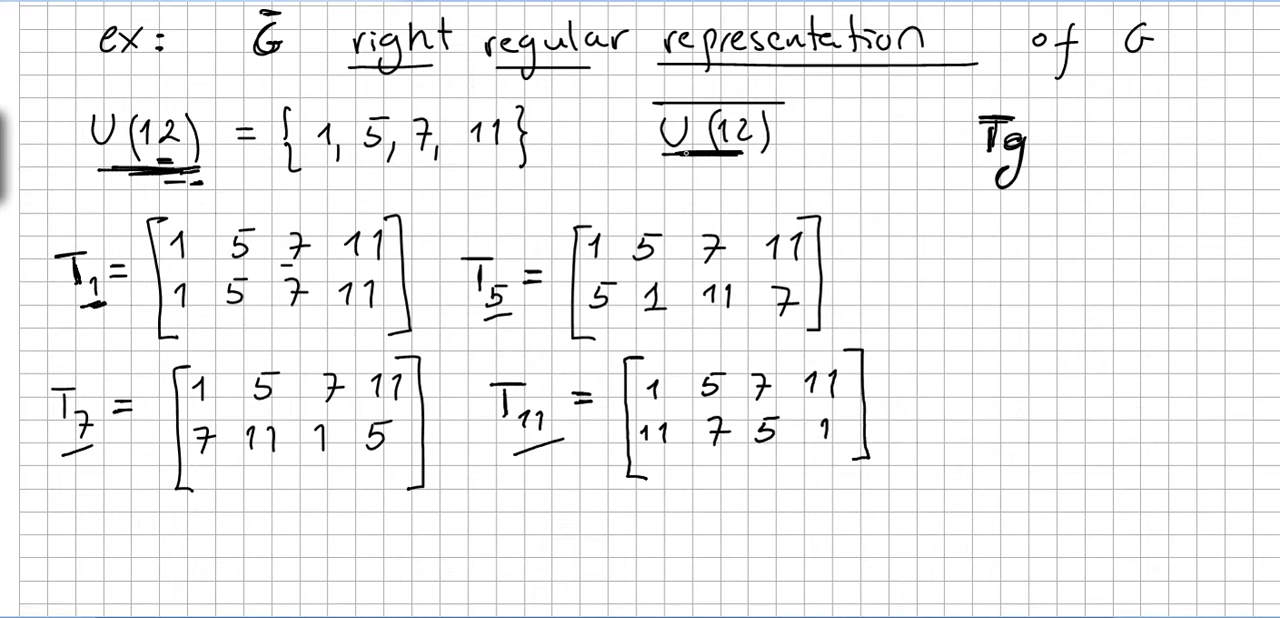 ex: Ḡ right regular representation of G
U(12) = { 1, 5, 7, 11} \overline{U(12)} Tg
T₁ = [1 5 7 11 T₅ = [1 5 7 11
1 5 7 11] 5 1 11 7]
T₇ = [1 5 7 11 T₁₁ = [1 5 7 11
7 11 1 5] 11 7 5 1]